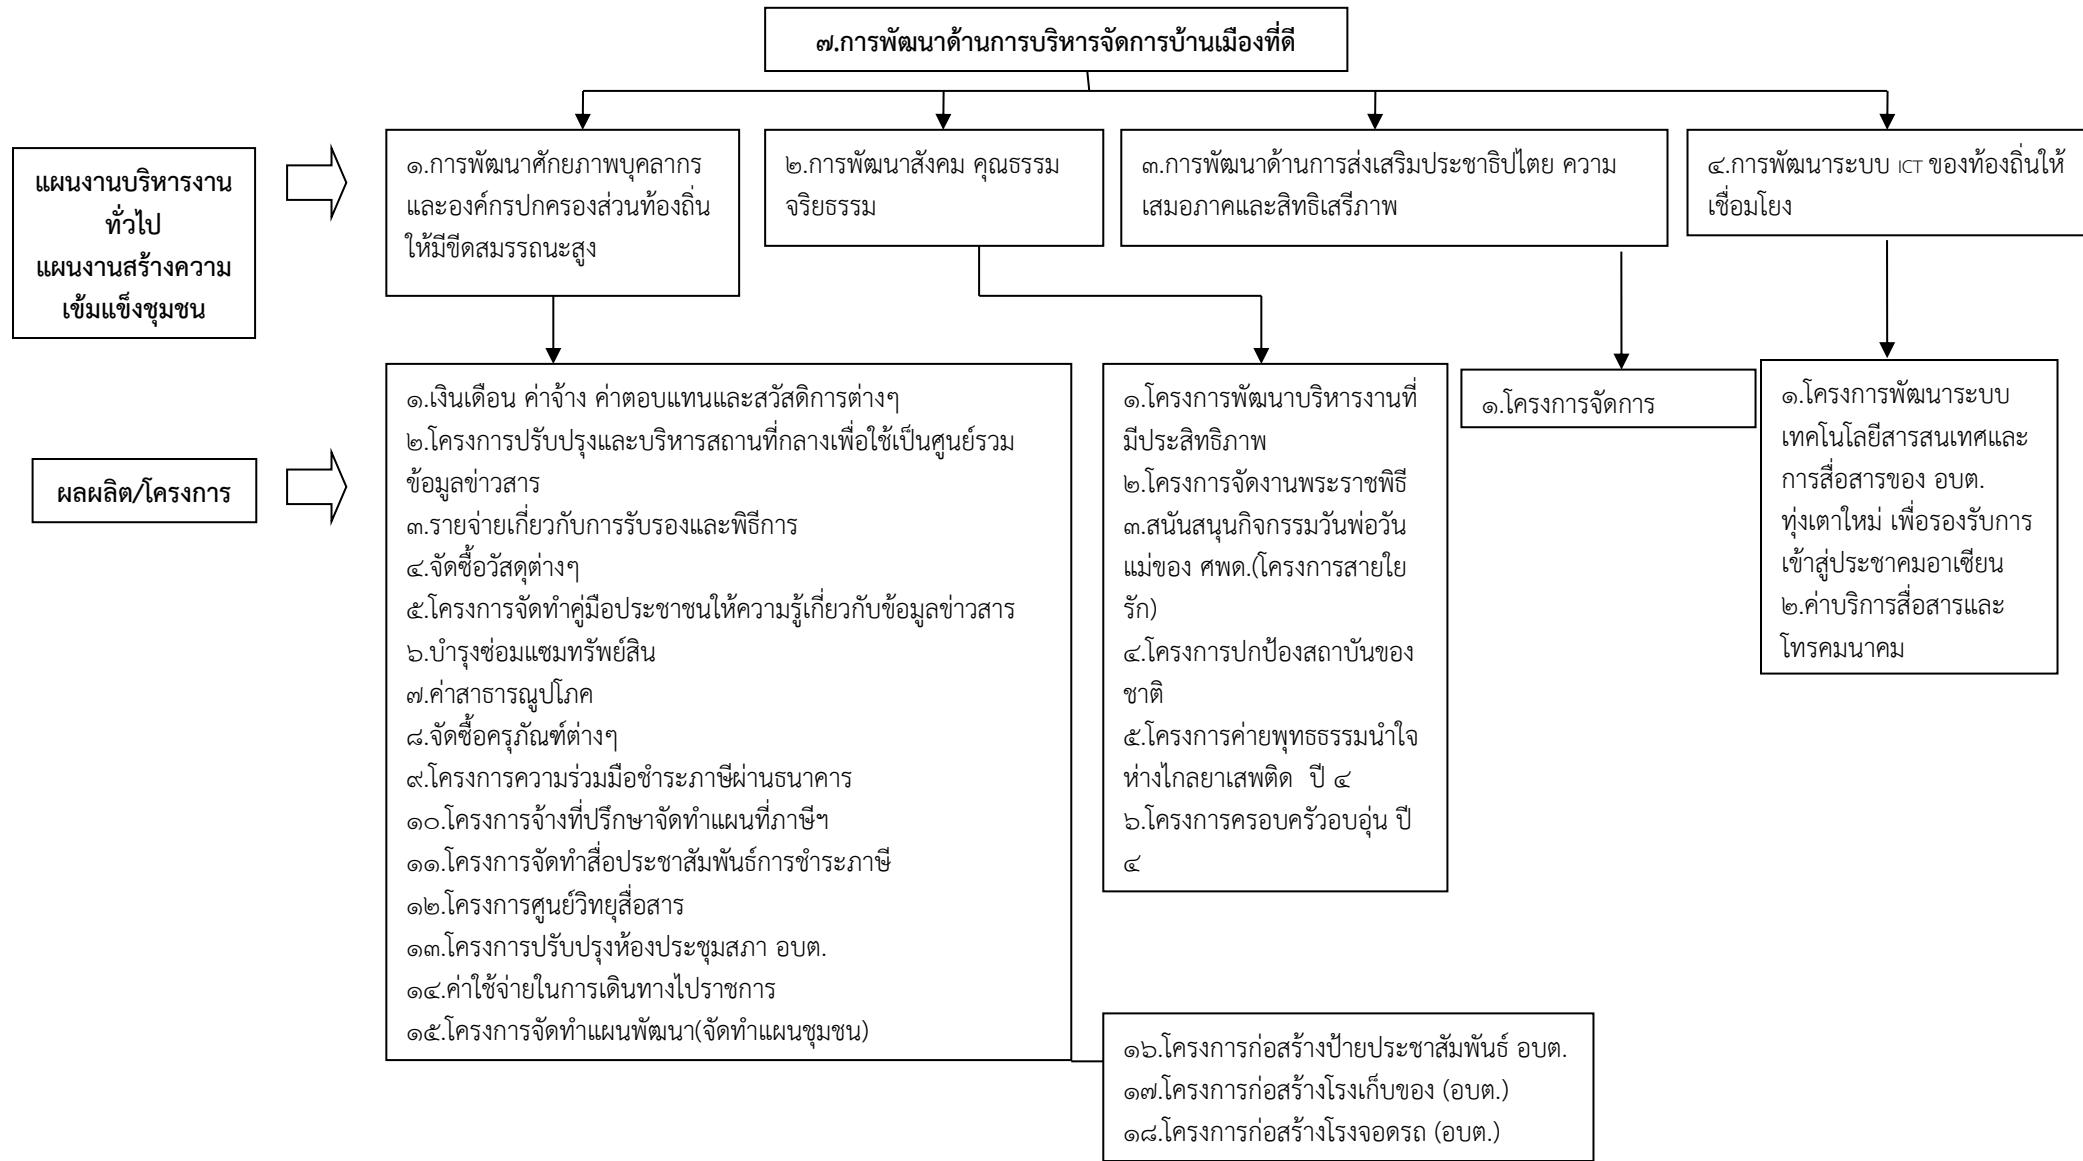 ๗.การพัฒนาด้านการบริหารจัดการบ้านเมืองที่ดี
แผนงานบริหารงาน
ทั่วไป
แผนงานสร้างความ
เข้มแข็งชุมชน
๑.การพัฒนาศักยภาพบุคลากร
และองค์กรปกครองส่วนท้องถิ่น
ให้มีขีดสมรรถนะสูง
๒.การพัฒนาสังคม คุณธรรม
จริยธรรม
๓.การพัฒนาด้านการส่งเสริมประชาธิปไตย ความ
เสมอภาคและสิทธิเสรีภาพ
๔.การพัฒนาระบบ ICT ของท้องถิ่นให้
เชื่อมโยง
ผลผลิต/โครงการ
๑.เงินเดือน ค่าจ้าง ค่าตอบแทนและสวัสดิการต่างๆ
๒.โครงการปรับปรุงและบริหารสถานที่กลางเพื่อใช้เป็นศูนย์รวม
ข้อมูลข่าวสาร
๓.รายจ่ายเกี่ยวกับการรับรองและพิธีการ
๔.จัดซื้อวัสดุต่างๆ
๕.โครงการจัดทำคู่มือประชาชนให้ความรู้เกี่ยวกับข้อมูลข่าวสาร
๖.บำรุงซ่อมแซมทรัพย์สิน
๗.ค่าสาธารณูปโภค
๘.จัดซื้อครุภัณฑ์ต่างๆ
๙.โครงการความร่วมมือชำระภาษีผ่านธนาคาร
๑๐.โครงการจ้างที่ปรึกษาจัดทำแผนที่ภาษีฯ
๑๑.โครงการจัดทำสื่อประชาสัมพันธ์การชำระภาษี
๑๒.โครงการศูนย์วิทยุสื่อสาร
๑๓.โครงการปรับปรุงห้องประชุมสภา อบต.
๑๔.ค่าใช้จ่ายในการเดินทางไปราชการ
๑๕.โครงการจัดทำแผนพัฒนา(จัดทำแผนชุมชน)
๑.โครงการพัฒนาบริหารงานที่
มีประสิทธิภาพ
๒.โครงการจัดงานพระราชพิธี
๓.สนันสนุนกิจกรรมวันพ่อวัน
แม่ของ ศพด.(โครงการสายใย
รัก)
๔.โครงการปกป้องสถาบันของ
ชาติ
๕.โครงการค่ายพุทธธรรมนำใจ
ห่างไกลยาเสพติด ปี ๔
๖.โครงการครอบครัวอบอุ่น ปี
๔
๑.โครงการจัดการ
๑.โครงการพัฒนาระบบ
เทคโนโลยีสารสนเทศและ
การสื่อสารของ อบต.
ทุ่งเตาใหม่ เพื่อรองรับการ
เข้าสู่ประชาคมอาเซียน
๒.ค่าบริการสื่อสารและ
โทรคมนาคม
๑๖.โครงการก่อสร้างป้ายประชาสัมพันธ์ อบต.
๑๗.โครงการก่อสร้างโรงเก็บของ (อบต.)
๑๘.โครงการก่อสร้างโรงจอดรถ (อบต.)